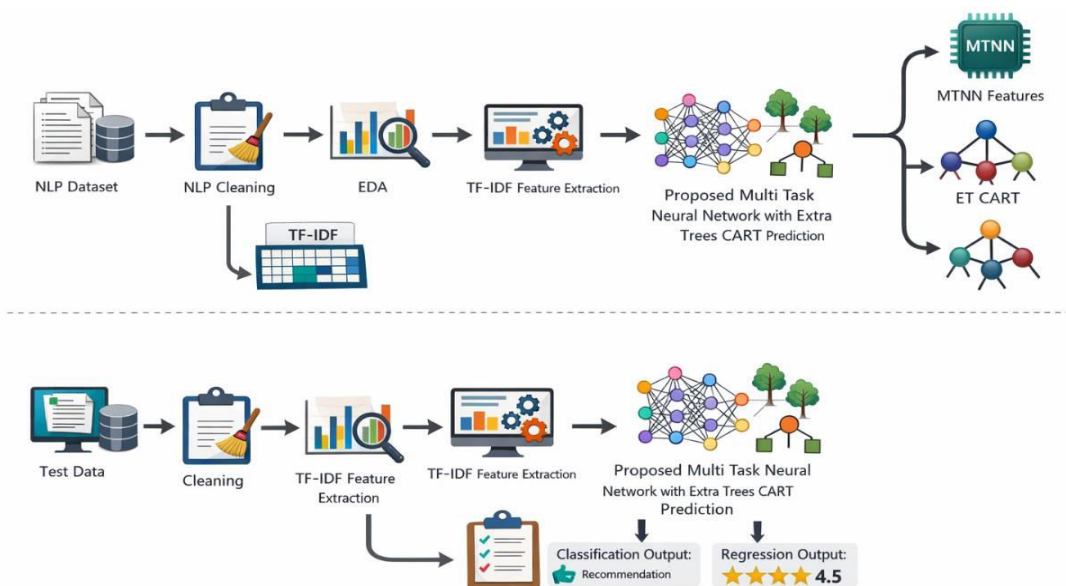 MTNN
MTNN Features
NLP Dataset
NLP Cleaning
EDA
TF-IDF Feature Extraction
Proposed Multi Task
Neural Network with Extra
Trees CART Prediction
ET CART
TF-IDF
Test Data
Cleaning
TF-IDF Feature
Extraction
TF-IDF Feature Extraction
Proposed Multi Task Neural
Network with Extra Trees CART
Prediction
Classification Output:
Recommendation
Regression Output:
4.5